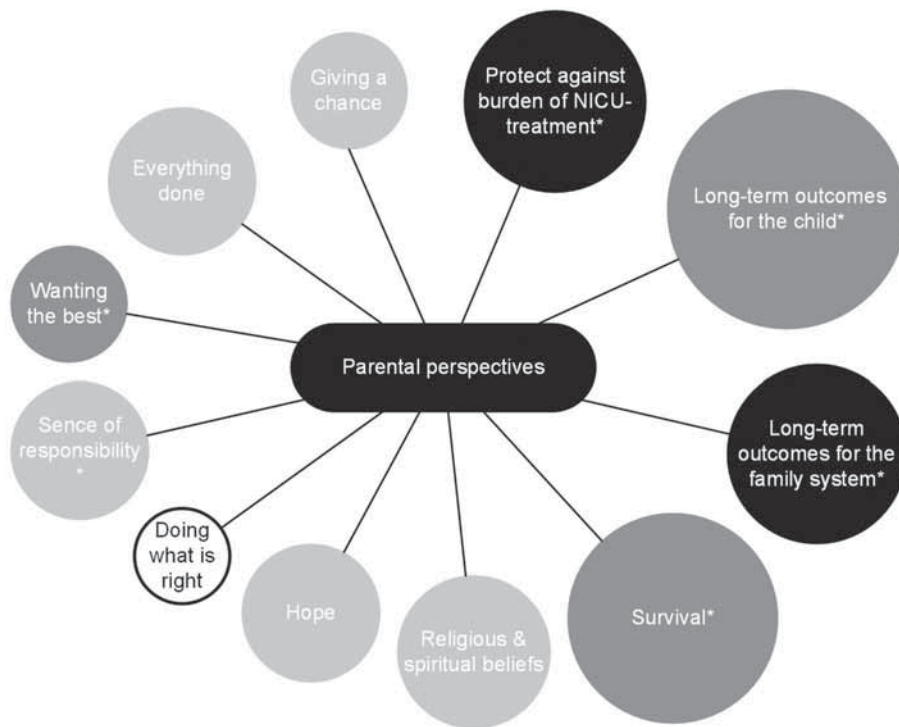 Giving a
chance
Protect against
burden of NICU-
treatment*
Everything
done
Long-term outcomes
for the child*
Wanting
the best*
Parental perspectives
Sence of
responsibility
*
Long-term
outcomes for the
family system*
Doing
what is
right
Hope
Religious &
spiritual beliefs
Survival*